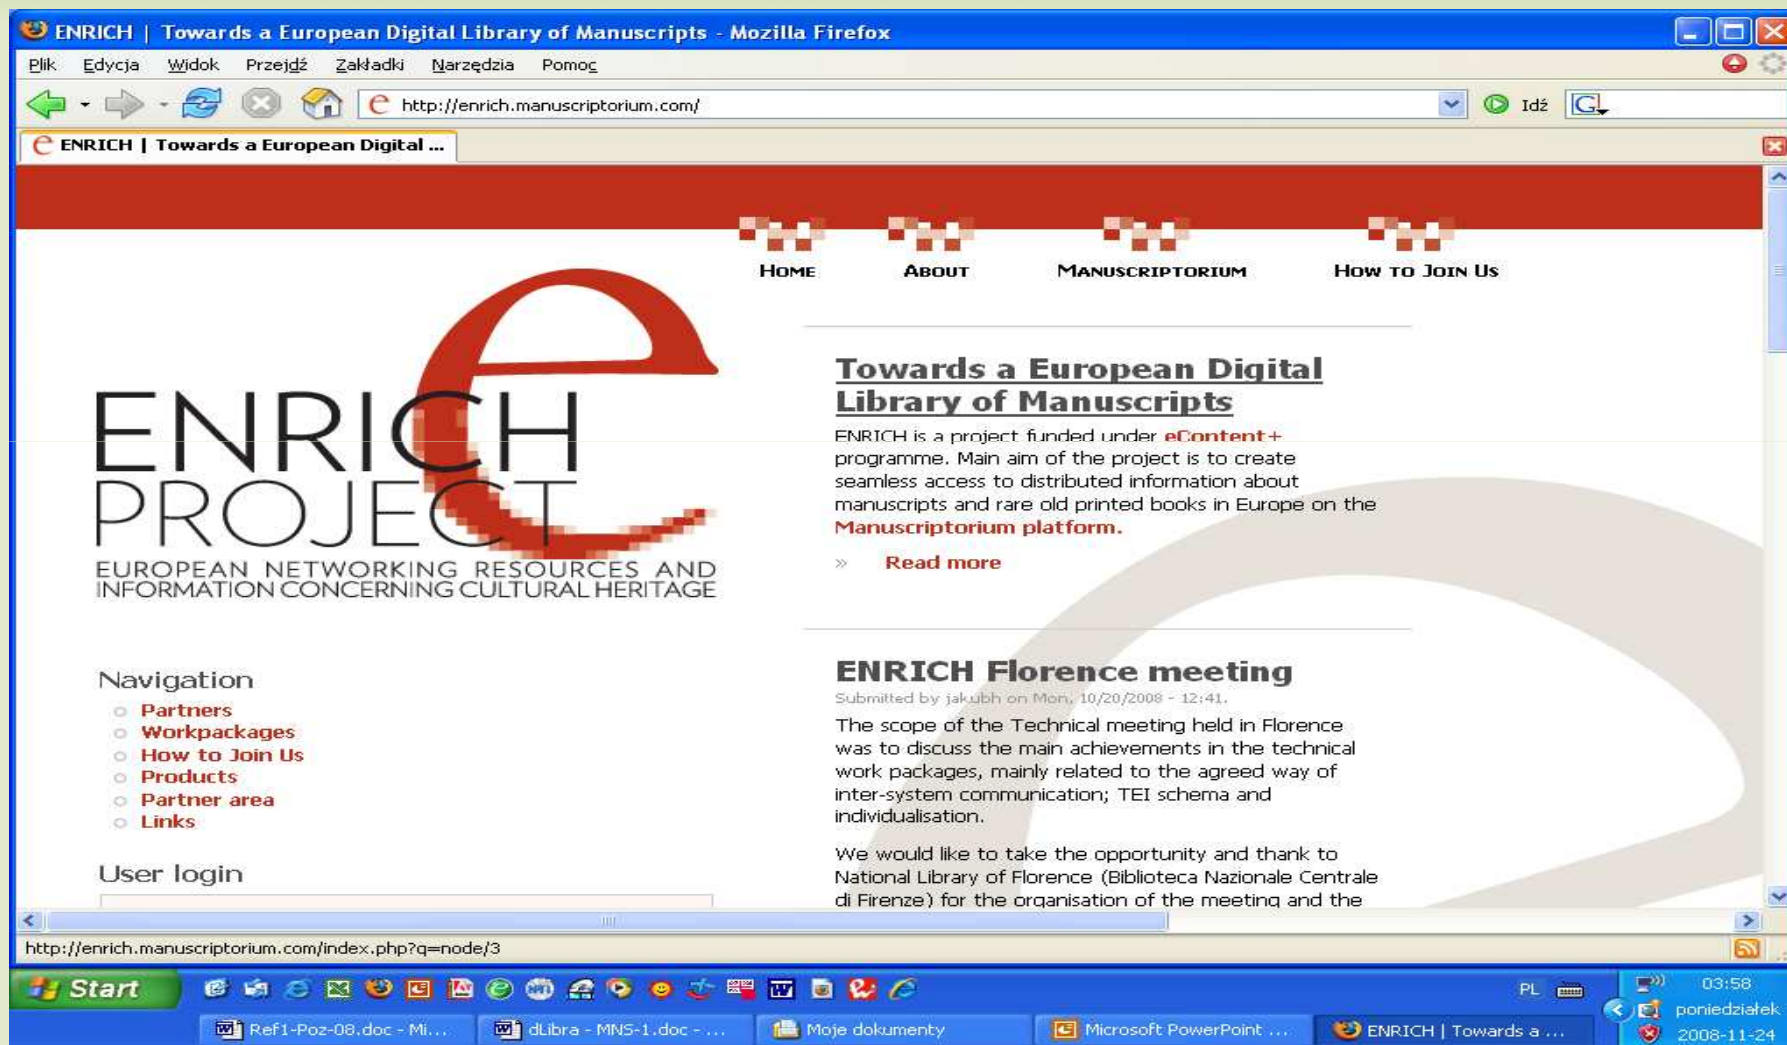 ENRICH | Towards a European Digital Library of Manuscripts - Mozilla Firefox
Plik Edycja Widok Przejdź Zakładki Narzędzia Pomoc
http://enrich.manuscriptorium.com/ Idź
ENRICH | Towards a European Digital ...
HOME ABOUT MANUSCRIPTORIUM HOW TO JOIN US
ENRICH
PROJECT
EUROPEAN NETWORKING RESOURCES AND
INFORMATION CONCERNING CULTURAL HERITAGE
Navigation
Partners
Workpackages
How to Join Us
Products
Partner area
Links
User login
Towards a European Digital
Library of Manuscripts
ENRICH is a project funded under eContent+
programme. Main aim of the project is to create
seamless access to distributed information about
manuscripts and rare old printed books in Europe on the
Manuscriptorium platform.
» Read more
ENRICH Florence meeting
Submitted by jakubh on Mon, 10/20/2008 - 12:41.
The scope of the Technical meeting held in Florence
was to discuss the main achievements in the technical
work packages, mainly related to the agreed way of
inter-system communication; TEI schema and
individualisation.
We would like to take the opportunity and thank to
National Library of Florence (Biblioteca Nazionale Centrale
di Firenze) for the organisation of the meeting and the
http://enrich.manuscriptorium.com/index.php?q=node/3
Start PL 03:58
poniedziałek
2008-11-24
Ref1-Poz-08.doc - Mi... dLibra - MNS-1.doc - ... Moje dokumenty Microsoft PowerPoint ... ENRICH | Towards a ...